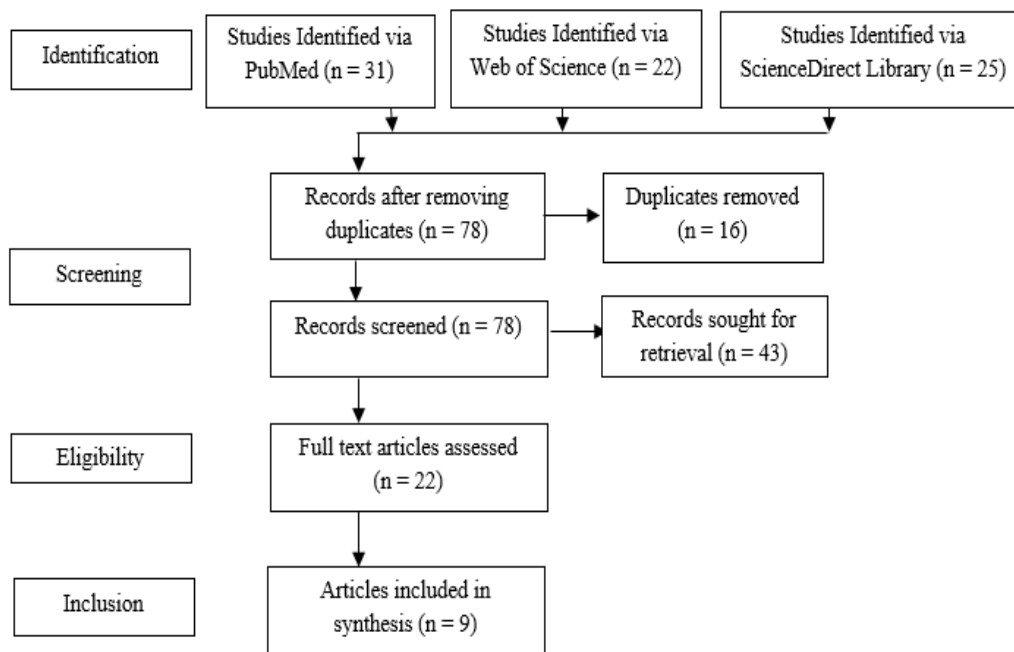 Identification
Studies Identified via
PubMed (n = 31)
Studies Identified via
Web of Science (n = 22)
Studies Identified via
ScienceDirect Library (n = 25)
Records after removing
duplicates (n = 78)
Duplicates removed
(n = 16)
Screening
Records screened (n = 78)
Records sought for
retrieval (n = 43)
Eligibility
Full text articles assessed
(n = 22)
Inclusion
Articles included in
synthesis (n = 9)